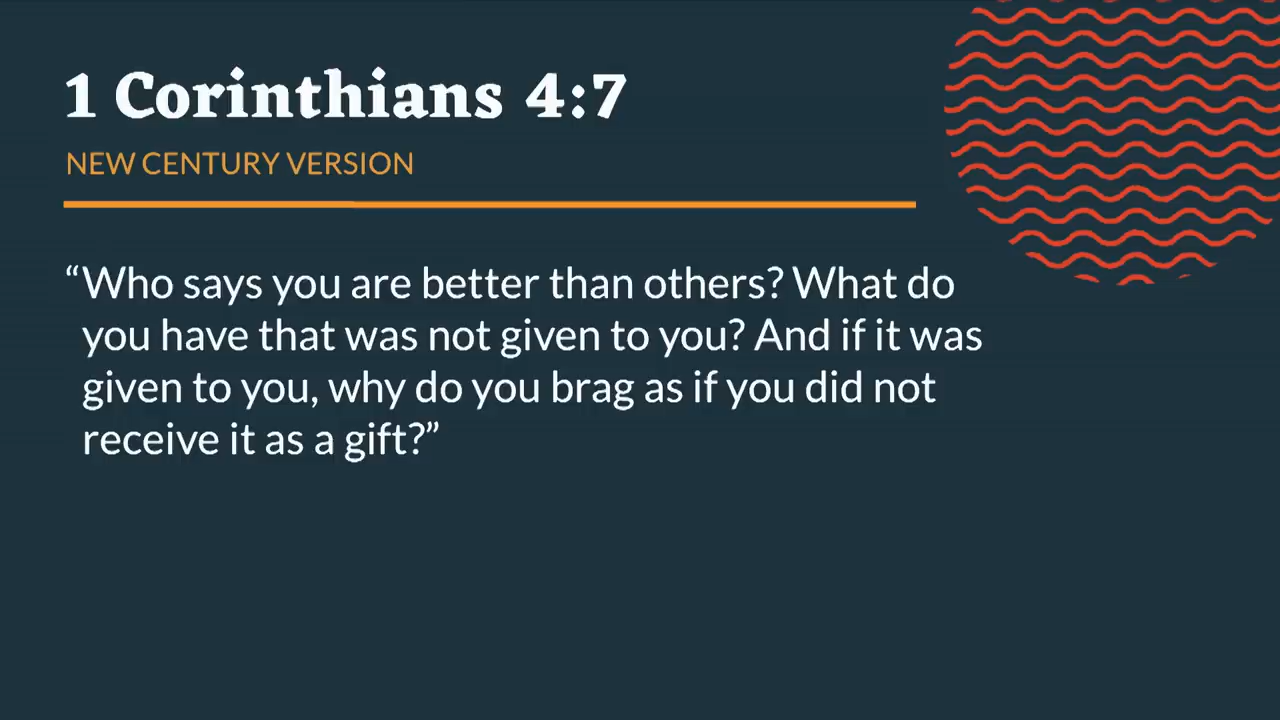 1 Corinthians 4:7
NEW CENTURY VERSION
“Who says you are better than others? What do
you have that was not given to you? And if it was
given to you, why do you brag as if you did not
receive it as a gift?”